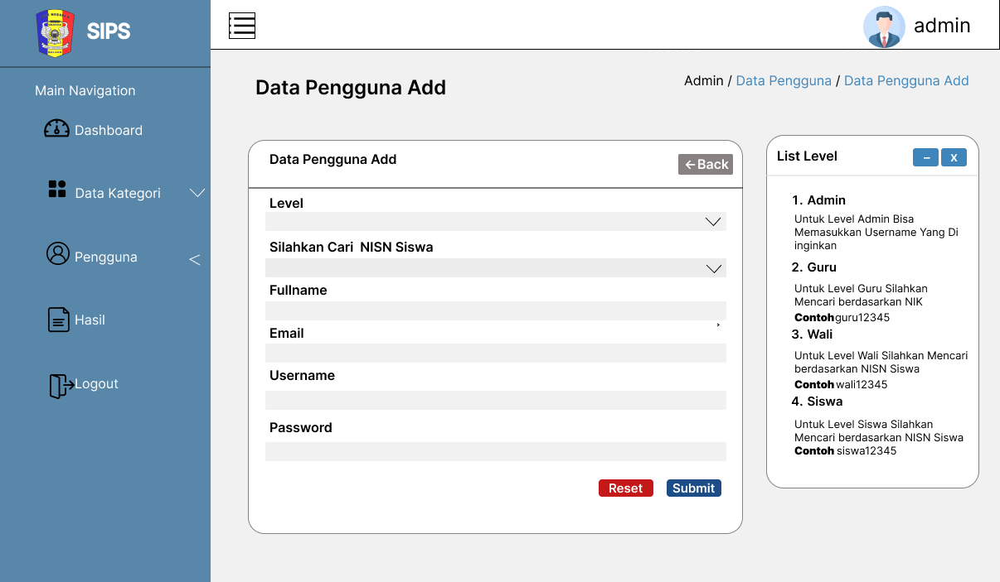 SIPS
admin
Main Navigation
Dashboard
Data Kategori
Pengguna
Hasil
Logout
Data Pengguna Add
Admin / Data Pengguna / Data Pengguna Add
Data Pengguna Add
←Back
Level
Silahkan Cari NISN Siswa
Fullname
Email
Username
Password
Reset
Submit
List Level
–
X
1. Admin
Untuk Level Admin Bisa
Memasukkan Username Yang Di
inginkan
2. Guru
Untuk Level Guru Silahkan
Mencari berdasarkan NIK
Contoh guru12345
3. Wali
Untuk Level Wali Silahkan Mencari
berdasarkan NISN Siswa
Contoh wali12345
4. Siswa
Untuk Level Siswa Silahkan
Mencari berdasarkan NISN Siswa
Contoh siswa12345